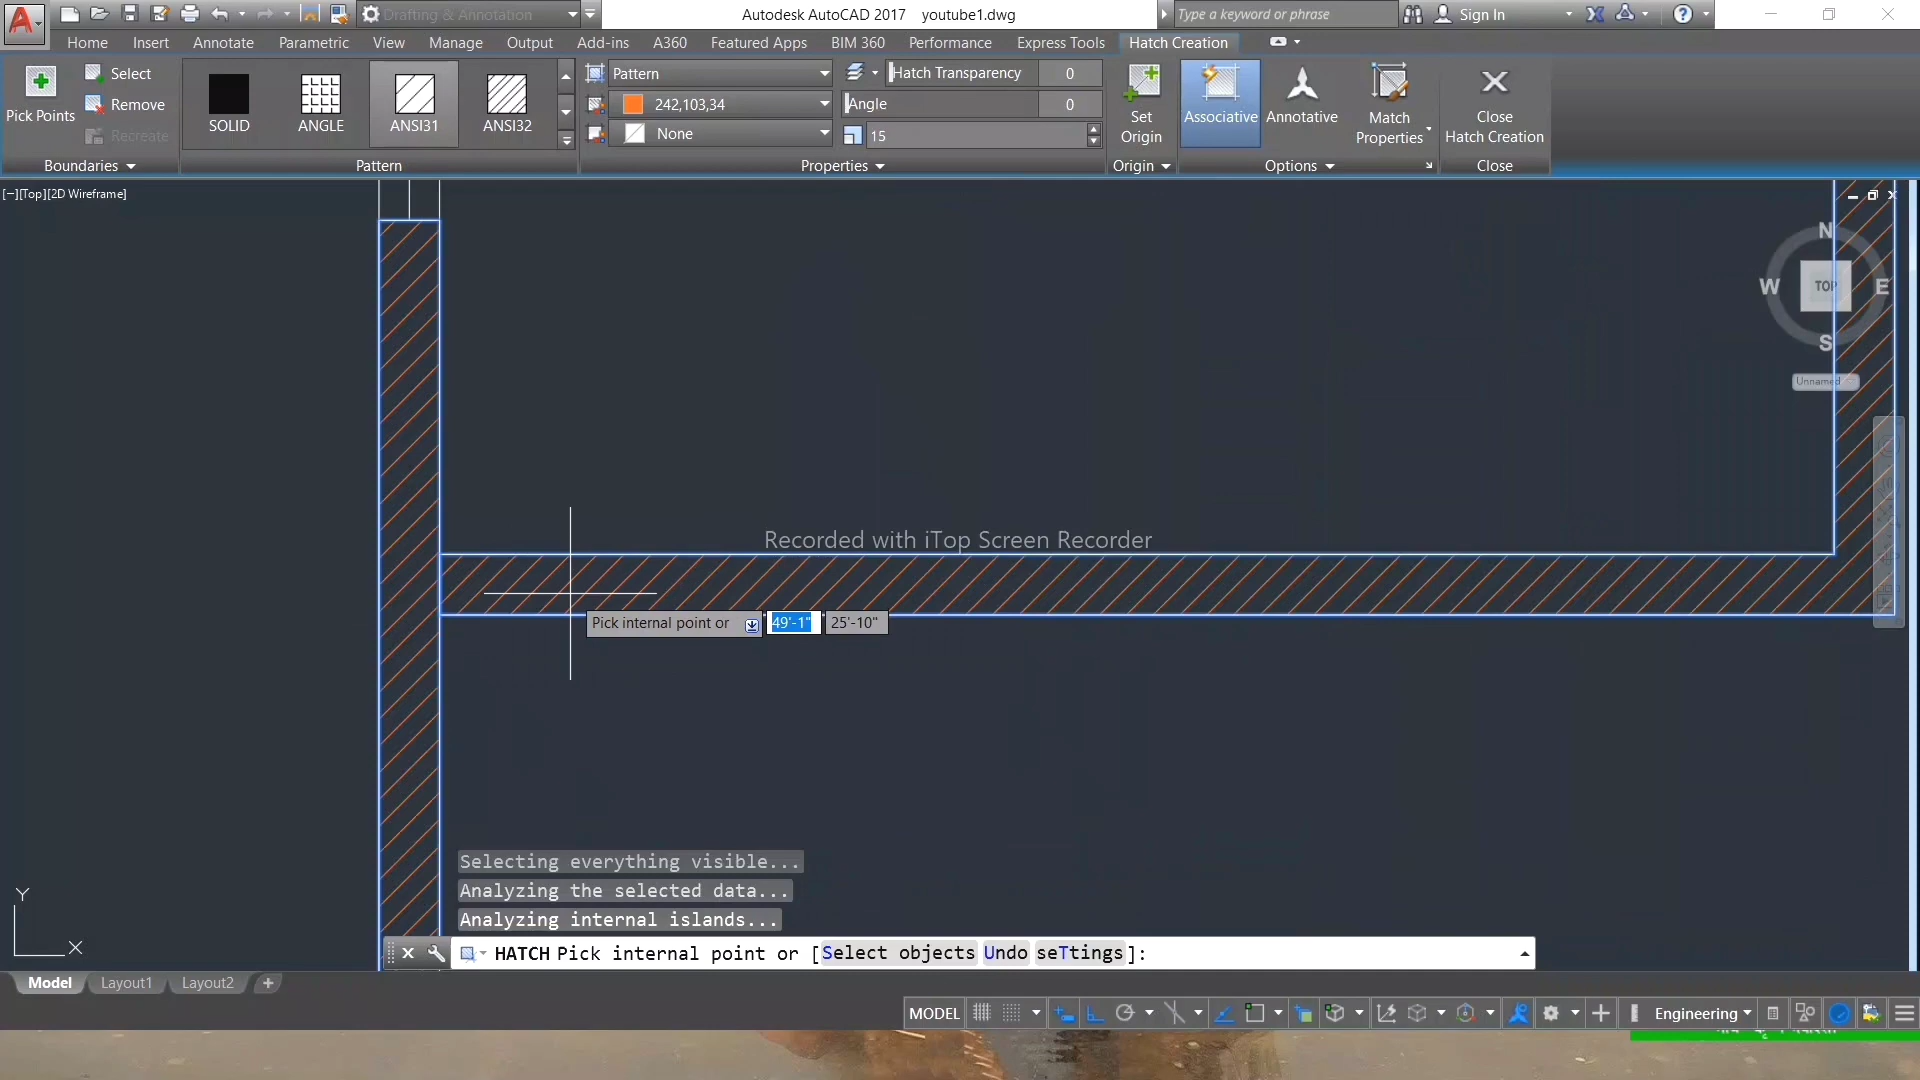 Drafting & Annotation
Autodesk AutoCAD 2017 youtube1.dwg
Type a keyword or phrase
Sign In
Home Insert Annotate Parametric View Manage Output Add-ins A360 Featured Apps BIM 360 Performance Express Tools Hatch Creation
Pick Points
Select
Remove
Recreate
Boundaries
SOLID
ANGLE
ANSI31
ANSI32
Pattern
Pattern
242,103,34
None
Hatch Transparency 0
Angle 0
15
Properties
Set
Origin
Origin
Associative
Annotative
Match
Properties
Options
Close
Hatch Creation
Close
[−][Top][2D Wireframe]
N
W TOP E
S
Unnamed
Recorded with iTop Screen Recorder
Pick internal point or 49'-1" 25'-10"
Selecting everything visible...
Analyzing the selected data...
Analyzing internal islands...
Y
X
HATCH Pick internal point or [Select objects Undo seTtings]:
Model Layout1 Layout2 +
MODEL
Engineering